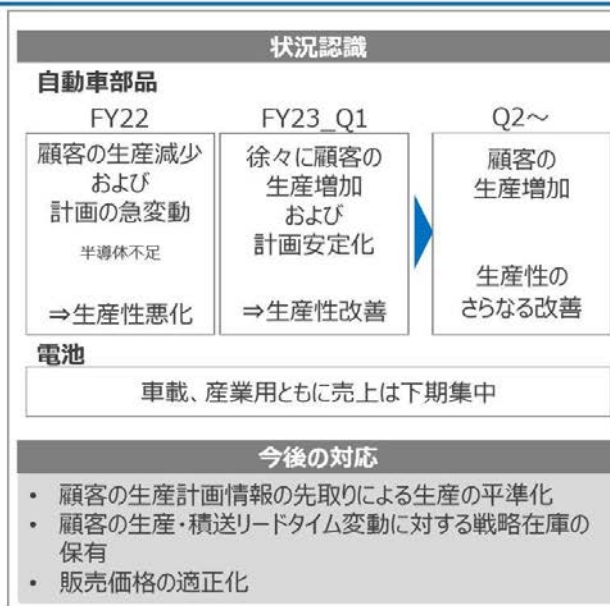 状況認識
自動車部品
FY22
顧客の生産減少
および
計画の急変動
半導体不足
⇒生産性悪化
FY23_Q1
徐々に顧客の
生産増加
および
計画安定化
⇒生産性改善
Q2～
顧客の
生産増加
生産性の
さらなる改善
電池
車載、産業用ともに売上は下期集中
今後の対応
• 顧客の生産計画情報の先取りによる生産の平準化
• 顧客の生産・積送リードタイム変動に対する戦略在庫の
保有
• 販売価格の適正化